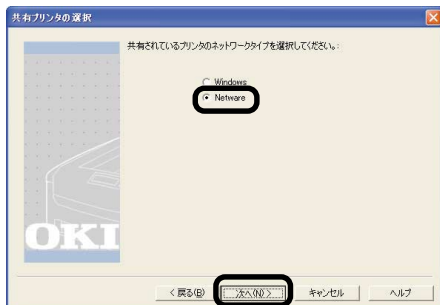 共有プリンタの選択
共有されているプリンタのネットワークタイプを選択してください。:
Windows
Netware
OKI
< 戻る(B)
次へ(N) >
キャンセル
ヘルプ